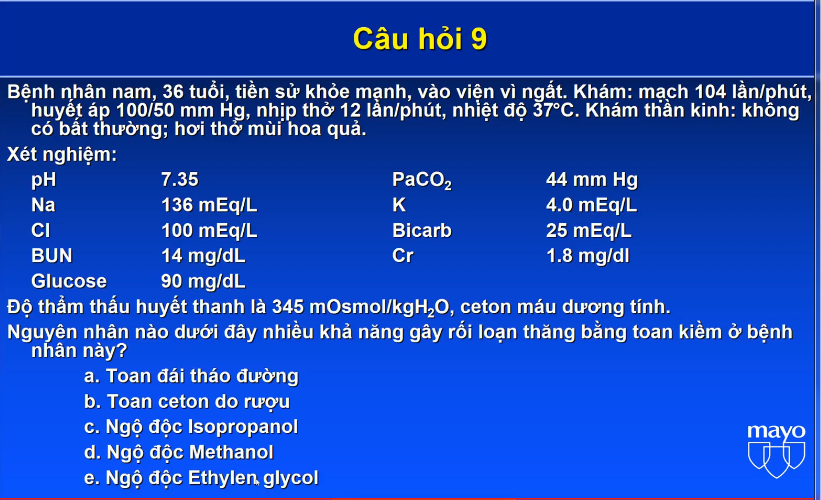 Câu hỏi 9
Bệnh nhân nam, 36 tuổi, tiền sử khỏe mạnh, vào viện vì ngất. Khám: mạch 104 lần/phút,
huyết áp 100/50 mm Hg, nhịp thở 12 lần/phút, nhiệt độ 37°C. Khám thần kinh: không
có bất thường; hơi thở mùi hoa quả.
Xét nghiệm:
pH 7.35 PaCO₂ 44 mm Hg
Na 136 mEq/L K 4.0 mEq/L
Cl 100 mEq/L Bicarb 25 mEq/L
BUN 14 mg/dL Cr 1.8 mg/dl
Glucose 90 mg/dL
Độ thẩm thấu huyết thanh là 345 mOsmol/kgH₂O, ceton máu dương tính.
Nguyên nhân nào dưới đây nhiều khả năng gây rối loạn thăng bằng toan kiềm ở bệnh
nhân này?
a. Toan đái tháo đường
b. Toan ceton do rượu
c. Ngộ độc Isopropanol
d. Ngộ độc Methanol
e. Ngộ độc Ethylen glycol
mayo